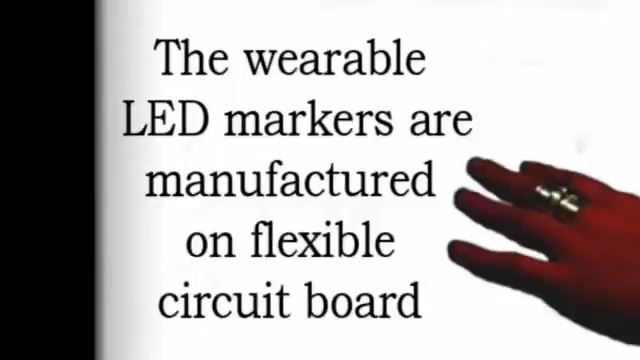 The wearable
LED markers are
manufactured
on flexible
circuit board